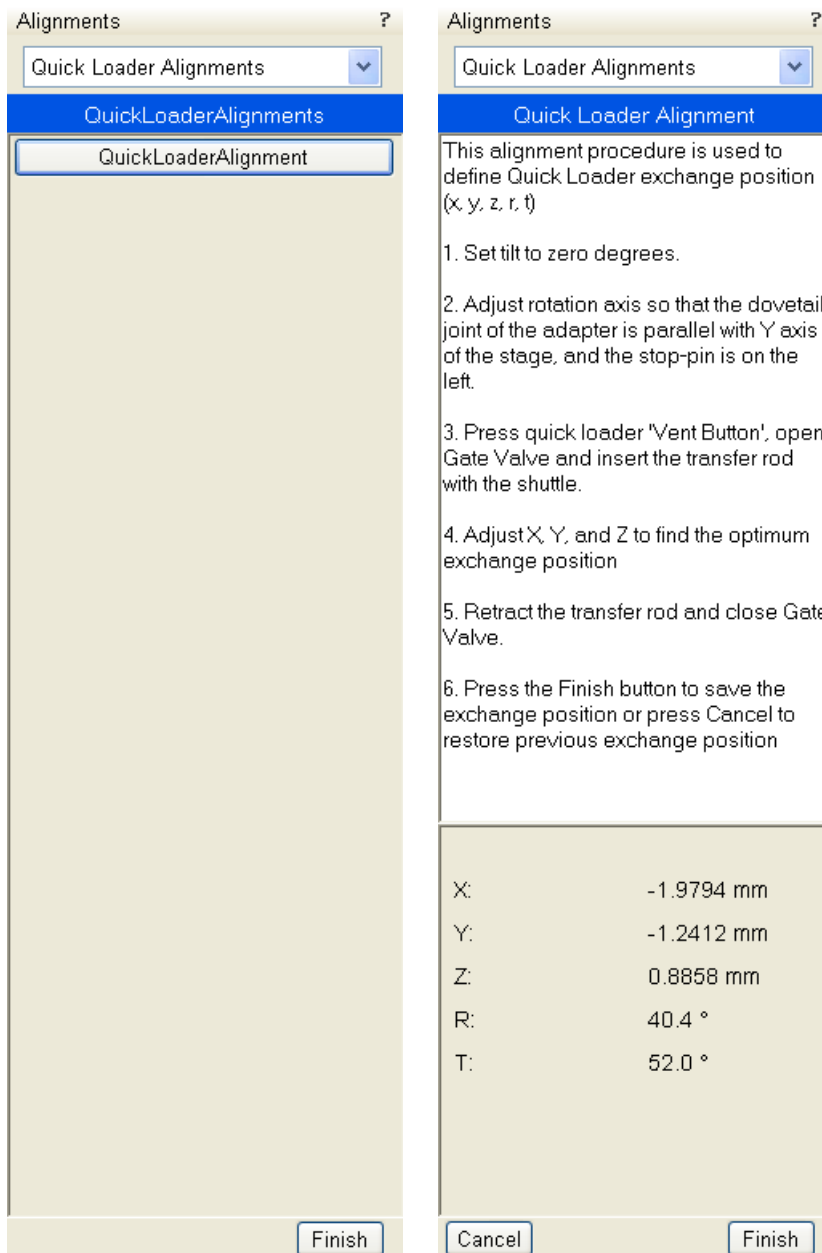 Alignments ?
Quick Loader Alignments
QuickLoaderAlignments
QuickLoaderAlignment
Finish
Alignments ?
Quick Loader Alignments
Quick Loader Alignment
This alignment procedure is used to
define Quick Loader exchange position
(x, y, z, r, t)
1. Set tilt to zero degrees.
2. Adjust rotation axis so that the dovetail
joint of the adapter is parallel with Y axis
of the stage, and the stop-pin is on the
left.
3. Press quick loader 'Vent Button', open
Gate Valve and insert the transfer rod
with the shuttle.
4. Adjust X, Y, and Z to find the optimum
exchange position
5. Retract the transfer rod and close Gate
Valve.
6. Press the Finish button to save the
exchange position or press Cancel to
restore previous exchange position
X: -1.9794 mm
Y: -1.2412 mm
Z: 0.8858 mm
R: 40.4 °
T: 52.0 °
Cancel Finish